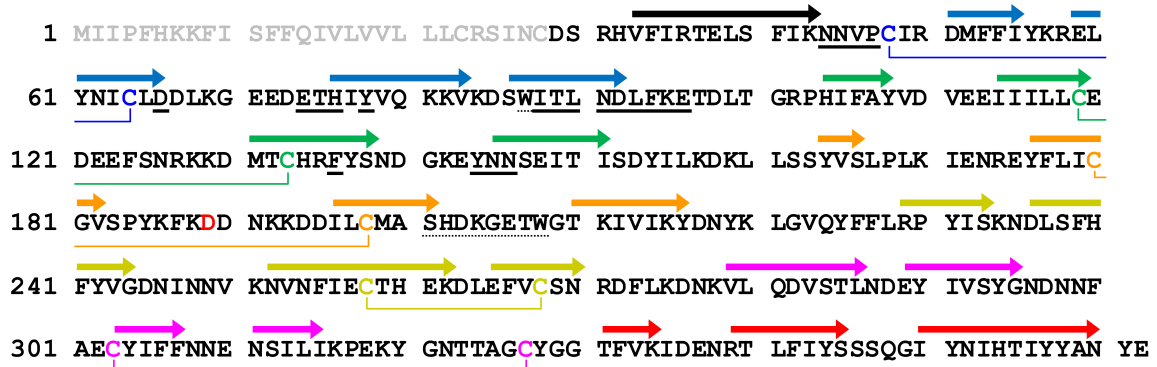 1 MIIPFHKKFI SFFQIVLVVL LLCRSINCDS RHVFIRTELS FIKNNVPCIR DMFFIYKREL
61 YNICLDDLKG EEDETHIYVQ KKVKDSWITL NDLFKETDLT GRPHIFAYVD VEEIIILLCE
121 DEEFSNRKKD MTCHRFYSND GKEYNNSEIT ISDYILKDKL LSSYVSLPLK IENREYFLIC
181 GVSPYKFKDD NKKDDILCMA SHDKGETWGT KIVIKYDNYK LGVQYFFLRP YISKNDLSFH
241 FYVGDNINNV KNVNFIECTH EKDLEFVCSN RDFLKDNKVL QDVSTLNDEY IVSYGNDNNF
301 AECYIFFNNE NSILIKPEKY GNTTAGCYGG TFVKIDENRT LFIYSSSQGI YNIHTIYYAN YE